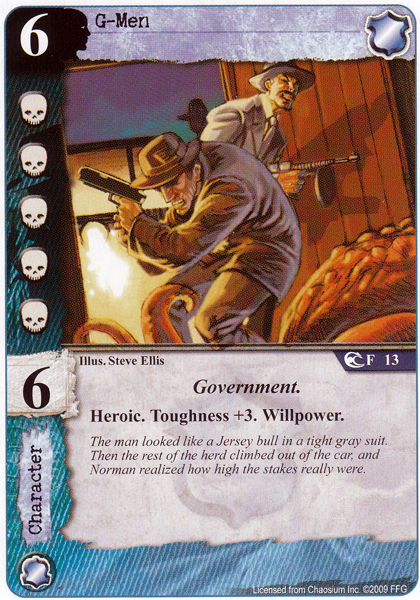 6
G-Men
Illus. Steve Ellis
F 13
6
Government.
Heroic. Toughness +3. Willpower.
The man looked like a Jersey bull in a tight gray suit.
Then the rest of the herd climbed out of the car, and
Norman realized how high the stakes really were.
Character
Licensed from Chaosium Inc. ©2009 FFG